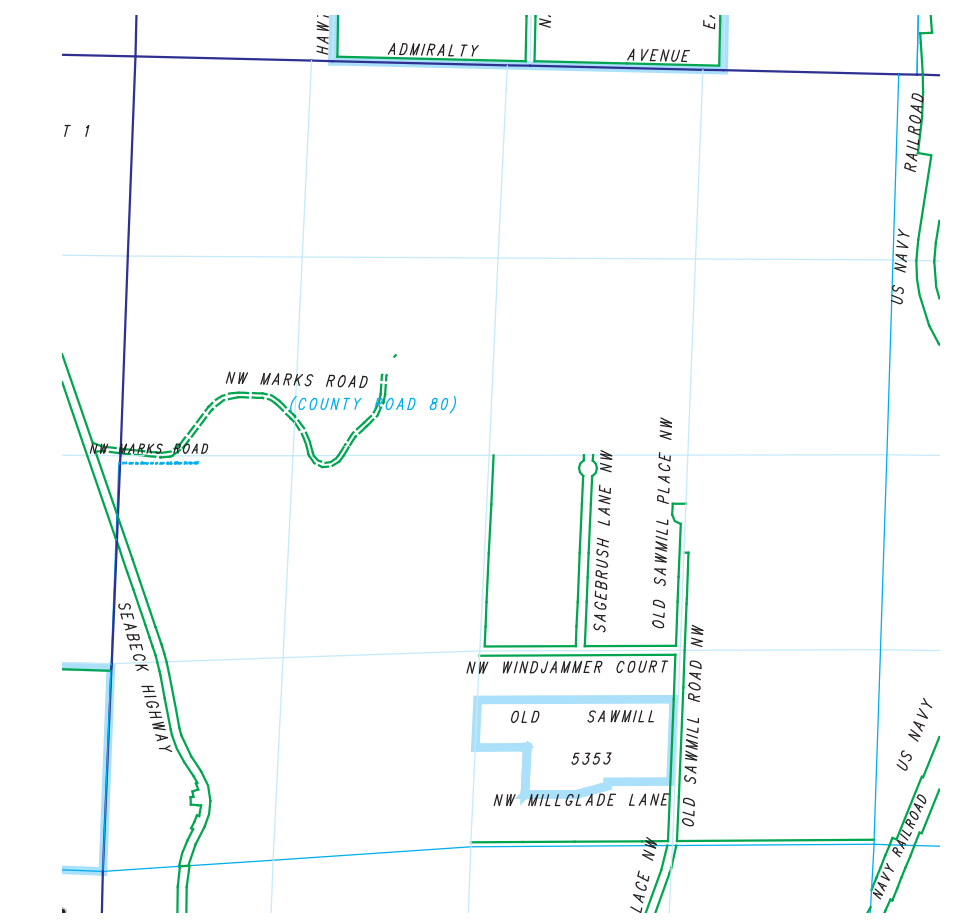 ADMIRALTY AVENUE
T 1
RAILROAD
US NAVY
NW MARKS ROAD
(COUNTY ROAD 80)
NW MARKS ROAD
SAGEBRUSH LANE NW
OLD SAWMILL PLACE NW
SEABECK HIGHWAY
NW WINDJAMMER COURT
OLD SAWMILL ROAD NW
OLD SAWMILL
5353
US NAVY
NW MILLGLADE LANE
NAVY RAILROAD
LACE NW